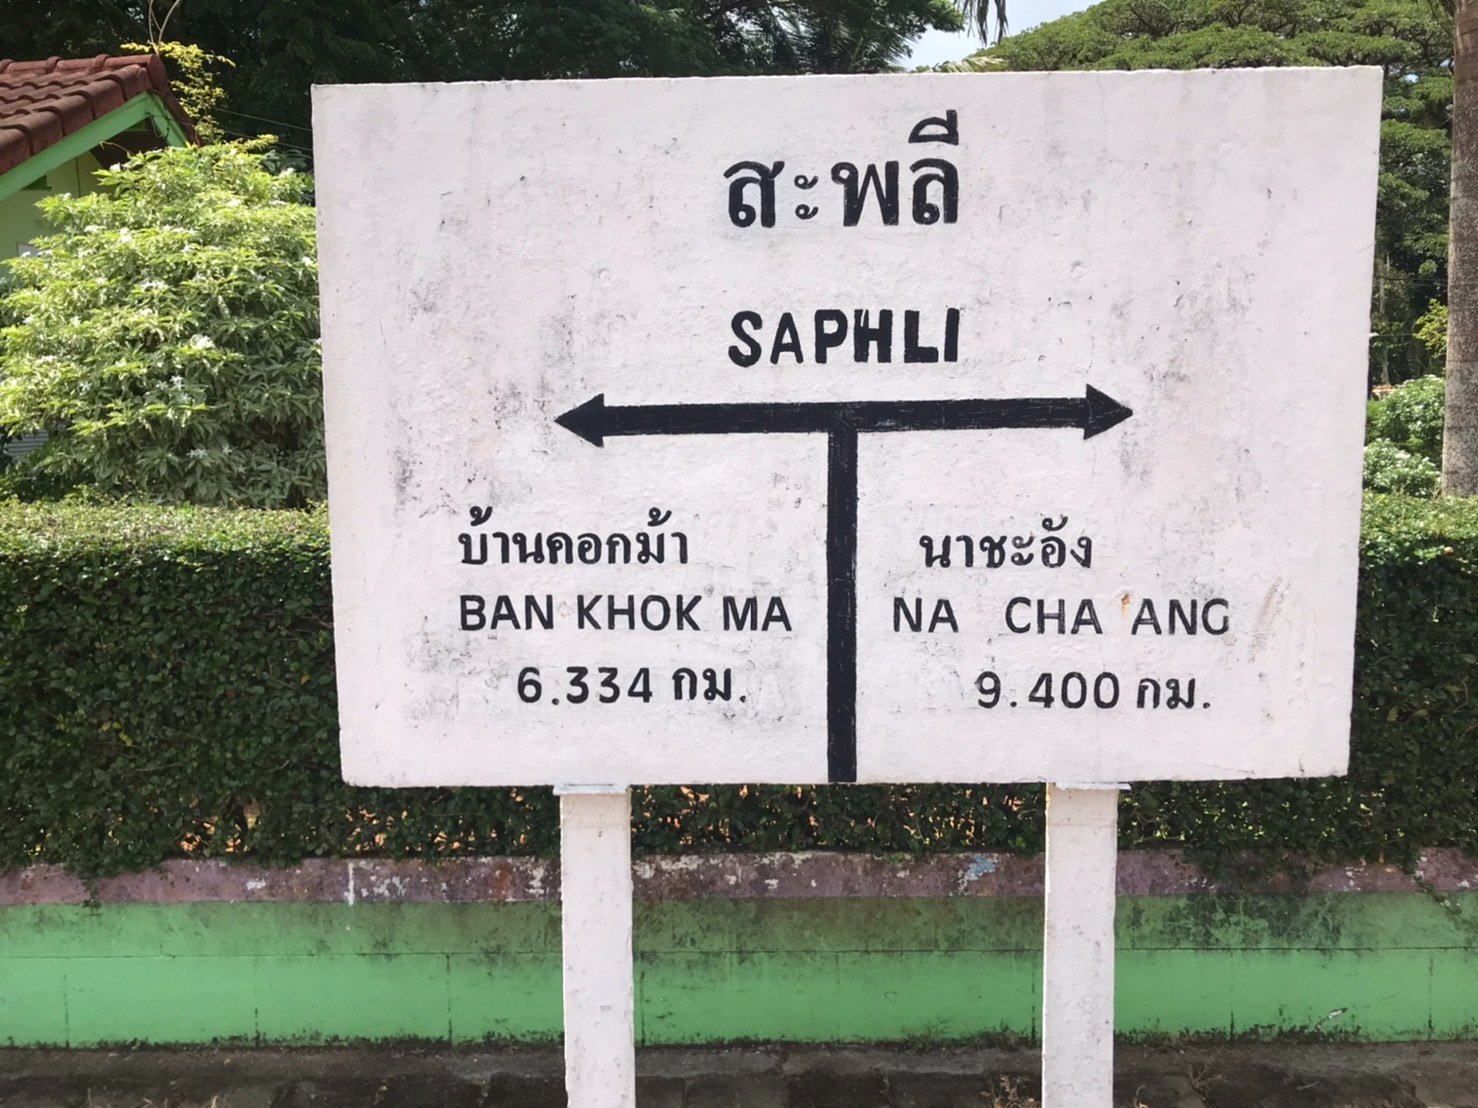 สะพลี
SAPHLI
บ้านคอกม้า
BAN KHOK MA
6.334 กม.
นาชะอัง
NA CHA ANG
9.400 กม.